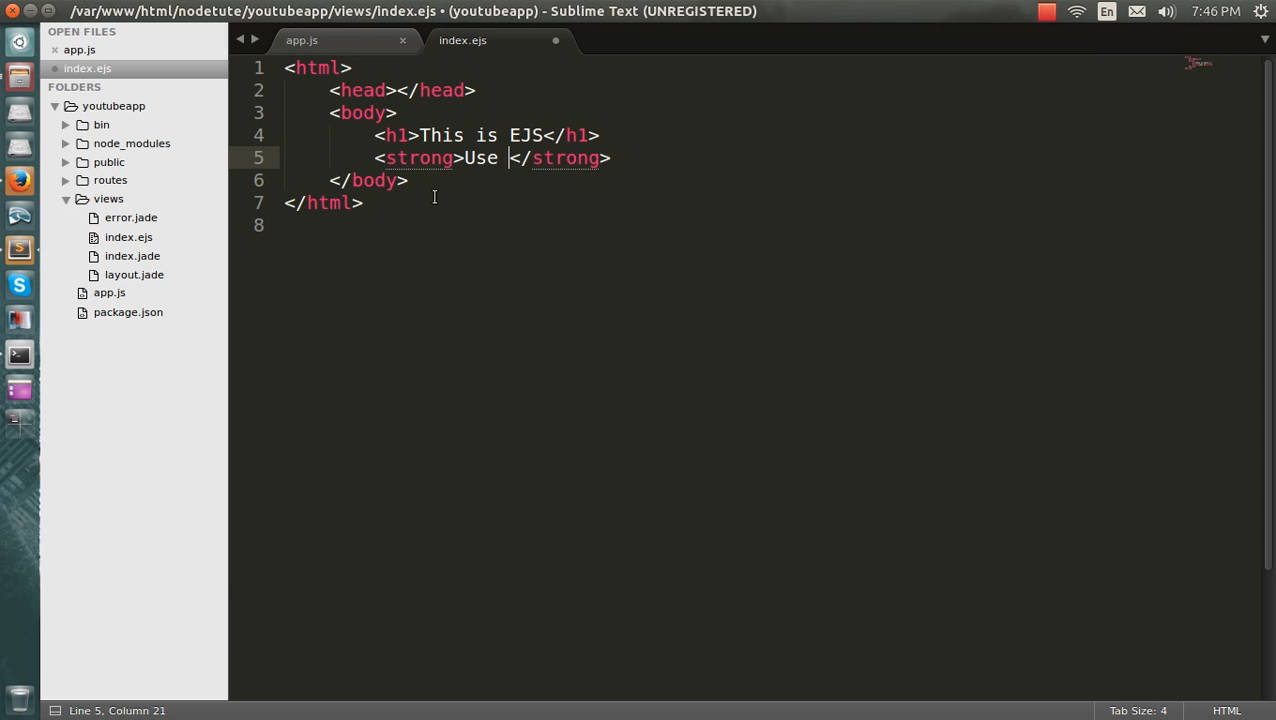 /var/www/html/nodetute/youtubeapp/views/index.ejs • (youtubeapp) - Sublime Text (UNREGISTERED)
En
7:46 PM
OPEN FILES
app.js
index.ejs
FOLDERS
youtubeapp
bin
node_modules
public
routes
views
error.jade
index.ejs
index.jade
layout.jade
app.js
package.json
app.js
index.ejs
1 <html>
2 <head></head>
3 <body>
4 <h1>This is EJS</h1>
5 <strong>Use </strong>
6 </body>
7 </html>
8
Line 5, Column 21
Tab Size: 4
HTML